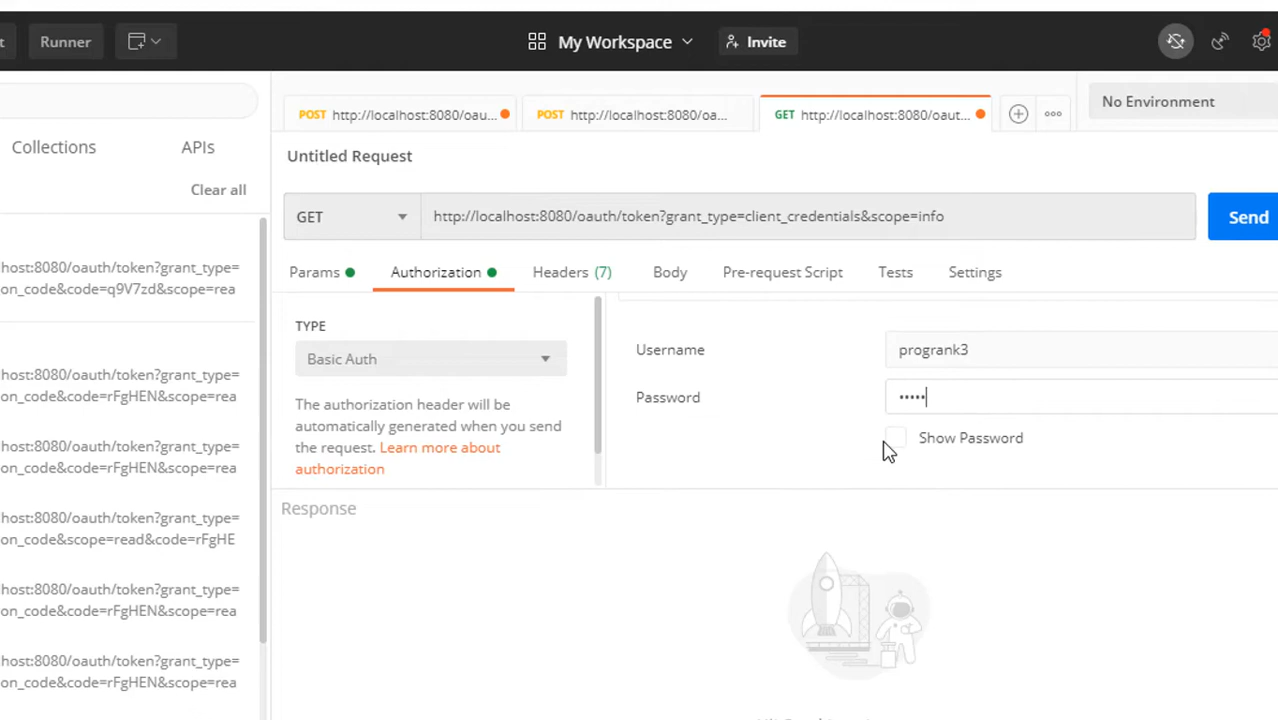 t
Runner
My Workspace
Invite
POST http://localhost:8080/oau...
POST http://localhost:8080/oa...
GET http://localhost:8080/oaut...
No Environment
Collections
APIs
Clear all
Untitled Request
GET
http://localhost:8080/oauth/token?grant_type=client_credentials&scope=info
Send
Params
Authorization
Headers (7)
Body
Pre-request Script
Tests
Settings
host:8080/oauth/token?grant_type=
on_code&code=q9V7zd&scope=rea
host:8080/oauth/token?grant_type=
on_code&code=rFgHEN&scope=rea
host:8080/oauth/token?grant_type=
on_code&code=rFgHEN&scope=rea
host:8080/oauth/token?grant_type=
on_code&scope=read&code=rFgHE
host:8080/oauth/token?grant_type=
on_code&code=rFgHEN&scope=rea
host:8080/oauth/token?grant_type=
on_code&code=rFgHEN&scope=rea
TYPE
Basic Auth
The authorization header will be
automatically generated when you send
the request. Learn more about
authorization
Username
progrank3
Password
•••••
Show Password
Response